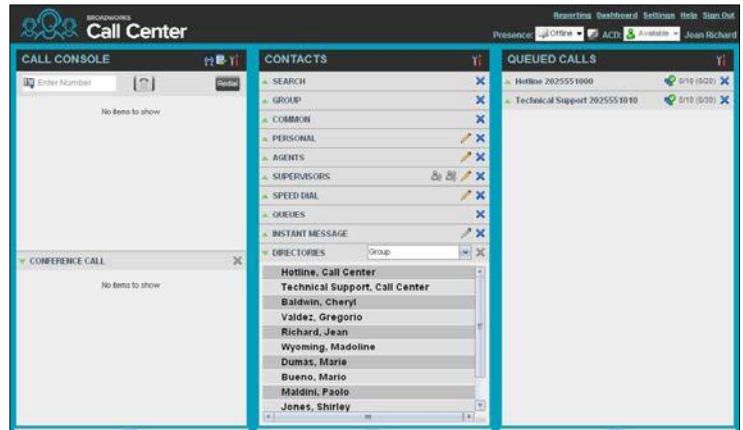 BROADWORKS
Call Center
Reporting Dashboard Settings Help Sign Out
Presence: Offline ACD: Available Joan Richard
CALL CONSOLE
Enter Number
Redial
No items to show
CONFERENCE CALL
No items to show
CONTACTS
SEARCH
GROUP
COMMON
PERSONAL
AGENTS
SUPERVISORS
SPEED DIAL
QUEUES
INSTANT MESSAGE
DIRECTORIES Group
Hotline, Call Center
Technical Support, Call Center
Baldwin, Cheryl
Valdez, Gregorio
Richard, Jean
Wyoming, Madoline
Dumas, Marie
Bueno, Mario
Maldini, Paolo
Jones, Shirley
QUEUED CALLS
Hotline 2025551000 0/10 (0/20)
Technical Support 2025551010 0/10 (0/30)